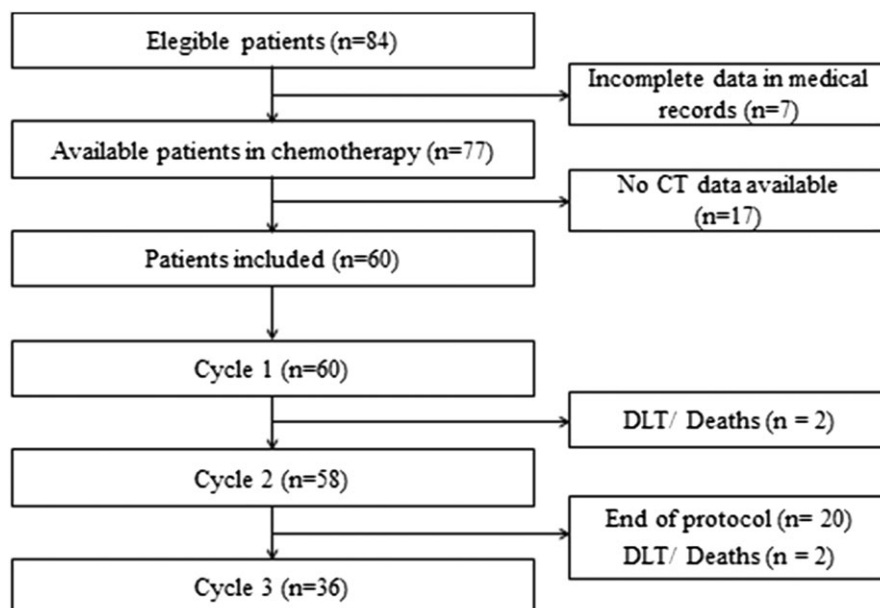 Elegible patients (n=84)
Incomplete data in medical
records (n=7)
Available patients in chemotherapy (n=77)
No CT data available
(n=17)
Patients included (n=60)
Cycle 1 (n=60)
DLT/ Deaths (n = 2)
Cycle 2 (n=58)
End of protocol (n= 20)
DLT/ Deaths (n = 2)
Cycle 3 (n=36)